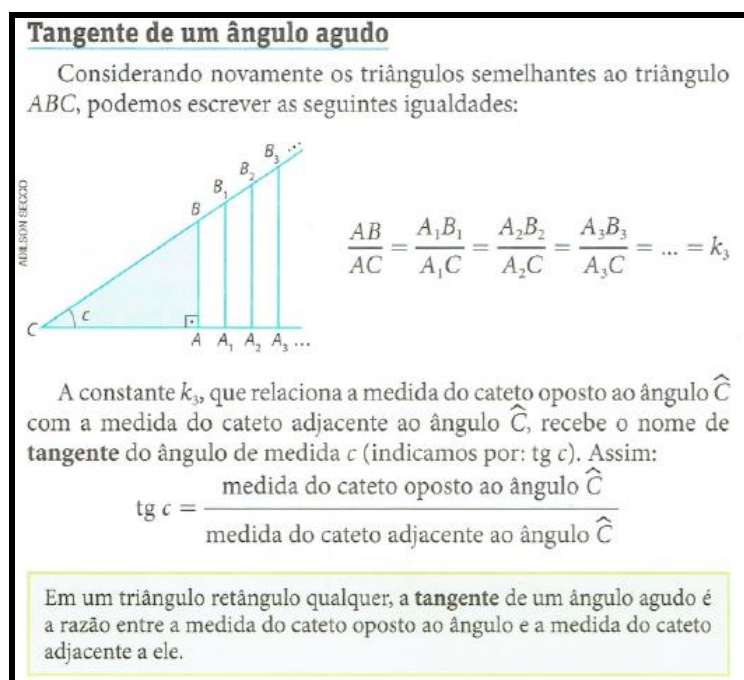 Tangente de um ângulo agudo
Considerando novamente os triângulos semelhantes ao triângulo
ABC, podemos escrever as seguintes igualdades:
ADILSON SECCO
C c B B₁ B₂ B₃ ...
A A₁ A₂ A₃ ...
AB/AC = A₁B₁/A₁C = A₂B₂/A₂C = A₃B₃/A₃C = ... = k₃
A constante k₃, que relaciona a medida do cateto oposto ao ângulo Ĉ
com a medida do cateto adjacente ao ângulo Ĉ, recebe o nome de
tangente do ângulo de medida c (indicamos por: tg c). Assim:
tg c = medida do cateto oposto ao ângulo Ĉ
medida do cateto adjacente ao ângulo Ĉ
Em um triângulo retângulo qualquer, a tangente de um ângulo agudo é
a razão entre a medida do cateto oposto ao ângulo e a medida do cateto
adjacente a ele.